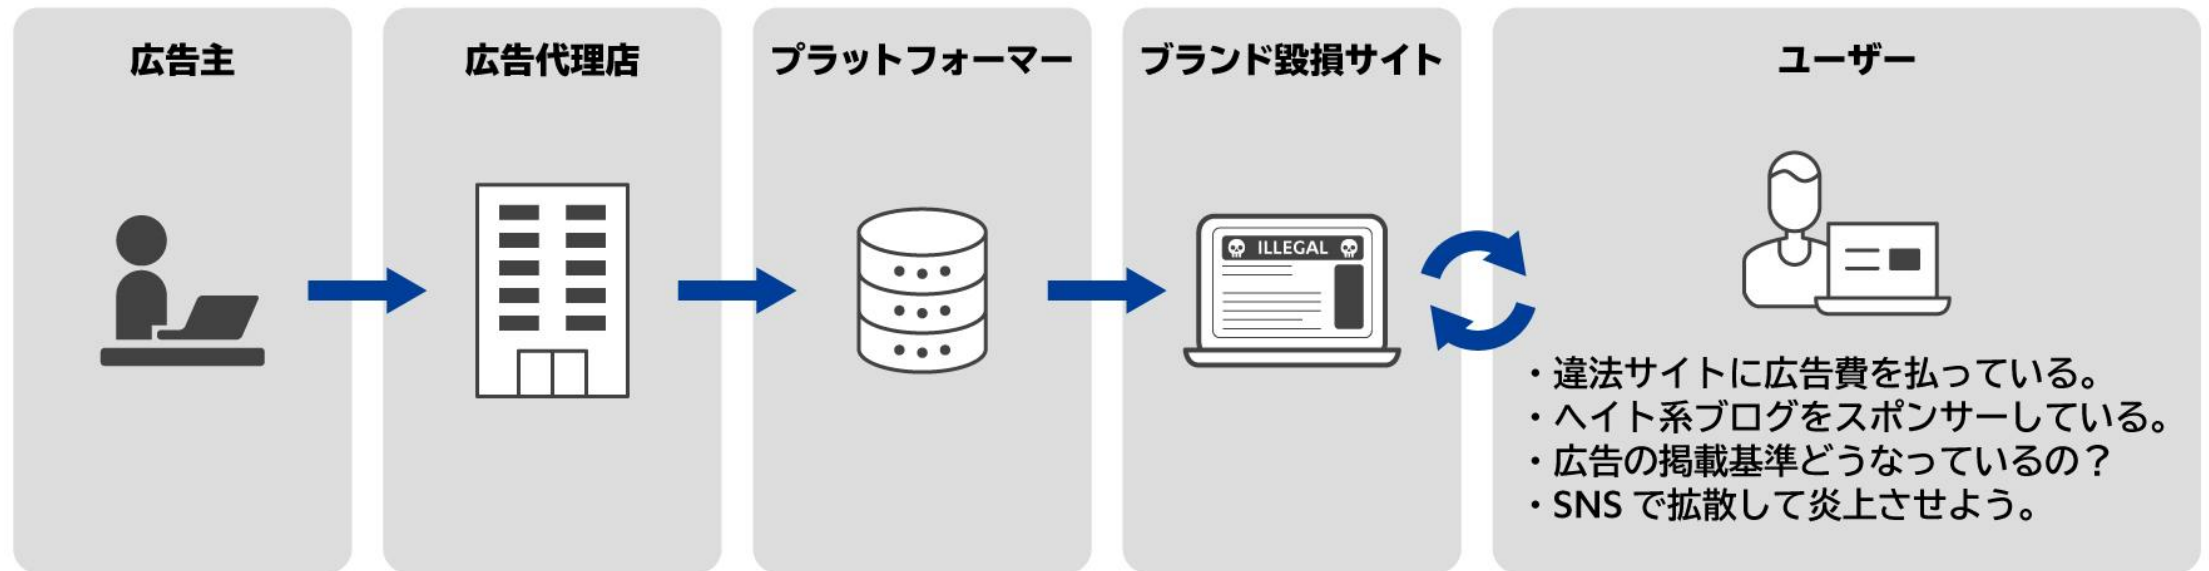 広告主
広告代理店
プラットフォーマー
ブランド毀損サイト
ユーザー
ILLEGAL
・違法サイトに広告費を払っている。
・ヘイト系ブログをスポンサーしている。
・広告の掲載基準どうなっているの？
・SNS で拡散して炎上させよう。